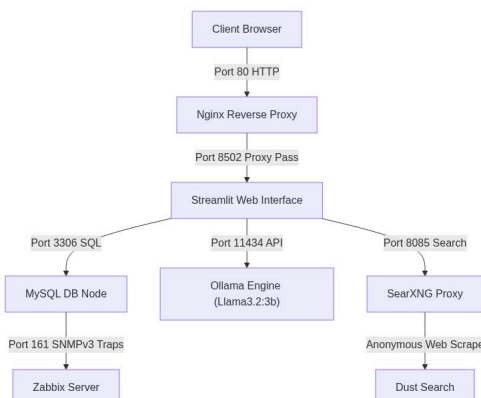 Client Browser
Port 80 HTTP
Nginx Reverse Proxy
Port 8502 Proxy Pass
Streamlit Web Interface
Port 3306 SQL
Port 11434 API
Port 8085 Search
MySQL DB Node
Ollama Engine
(Llama3.2:3b)
SearXNG Proxy
Port 161 SNMPv3 Traps
Anonymous Web Scrape
Zabbix Server
Dust Search